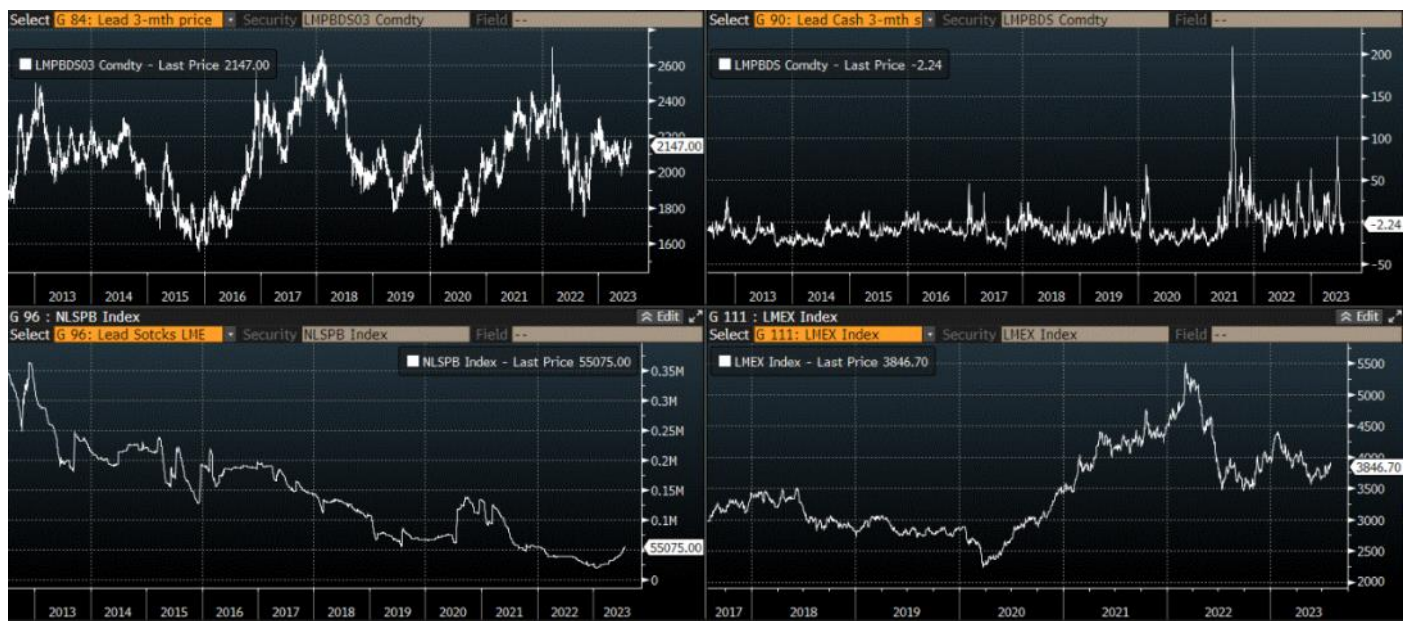 Select G 84: Lead 3-mth price Security LMPBDS03 Comdty Field --
LMPBDS03 Comdty - Last Price 2147.00
2600
2400
2200
2147.00
2000
1800
1600
2013 2014 2015 2016 2017 2018 2019 2020 2021 2022 2023
Select G 90: Lead Cash 3-mth s Security LMPBDS Comdty Field --
LMPBDS Comdty - Last Price -2.24
200
150
100
50
-2.24
-50
2013 2014 2015 2016 2017 2018 2019 2020 2021 2022 2023
G 96 : NLSPB Index Edit
Select G 96: Lead Sotcks LME Security NLSPB Index Field --
NLSPB Index - Last Price 55075.00
0.35M
0.3M
0.25M
0.2M
0.15M
0.1M
55075.00
0
2013 2014 2015 2016 2017 2018 2019 2020 2021 2022 2023
G 111 : LMEX Index Edit
Select G 111: LMEX Index Security LMEX Index Field --
LMEX Index - Last Price 3846.70
5500
5000
4500
4000
3846.70
3500
3000
2500
2000
2017 2018 2019 2020 2021 2022 2023